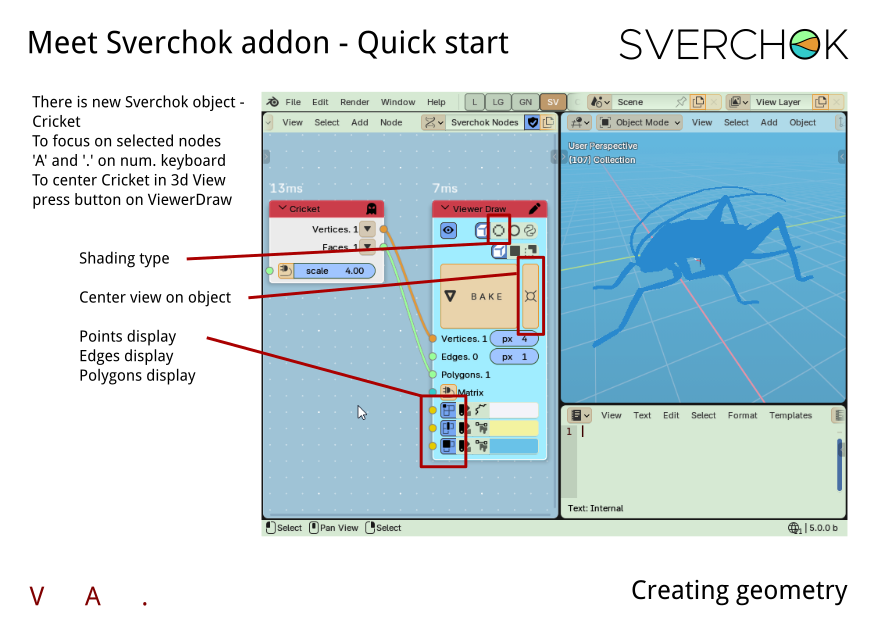 Meet Sverchok addon - Quick start
SVERCHOK
There is new Sverchok object -
Cricket
To focus on selected nodes
'A' and '.' on num. keyboard
To center Cricket in 3d View
press button on ViewerDraw
Shading type
Center view on object
Points display
Edges display
Polygons display
File Edit Render Window Help L LG GN SV C Scene View Layer
View Select Add Node Sverchok Nodes Object Mode View Select Add Object
User Perspective
(107) Collection
13ms 7ms
Cricket
Vertices. 1
Faces. 1
scale 4.00
Viewer Draw
BAKE
Vertices. 1 px 4
Edges. 0 px 1
Polygons. 1
Matrix
View Text Edit Select Format Templates
1
Text: Internal
Select Pan View Select 5.0.0 b
V A .
Creating geometry